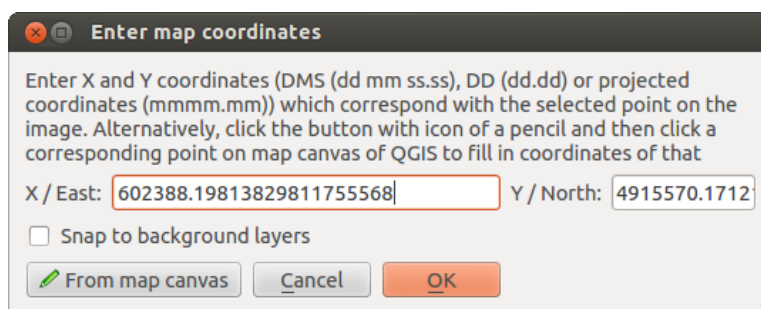 Enter map coordinates
Enter X and Y coordinates (DMS (dd mm ss.ss), DD (dd.dd) or projected
coordinates (mmmm.mm)) which correspond with the selected point on the
image. Alternatively, click the button with icon of a pencil and then click a
corresponding point on map canvas of QGIS to fill in coordinates of that
X / East: 602388.19813829811755568 Y / North: 4915570.1712
Snap to background layers
From map canvas Cancel OK